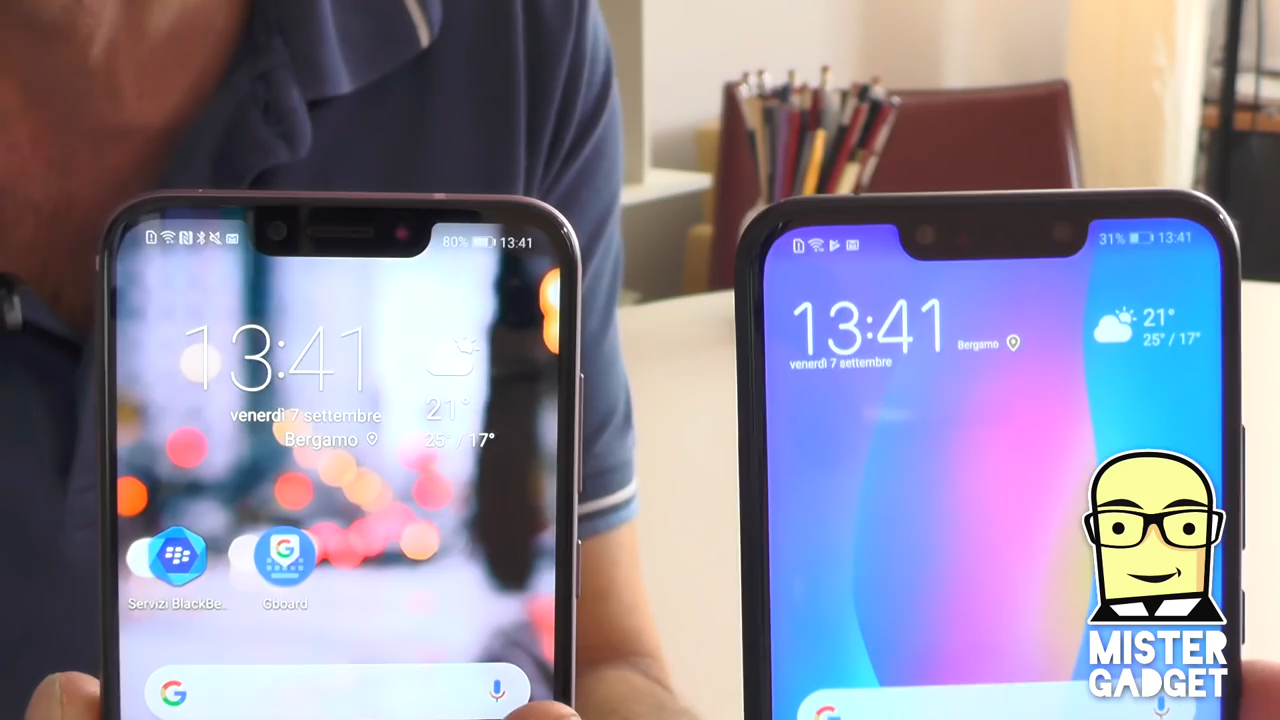 80% 13:41
13:41
venerdì 7 settembre
Bergamo
21°
25° / 17°
Servizi BlackBe..
Gboard
G
31% 13:41
13:41
Bergamo
venerdì 7 settembre
21°
25° / 17°
MISTER
GADGET